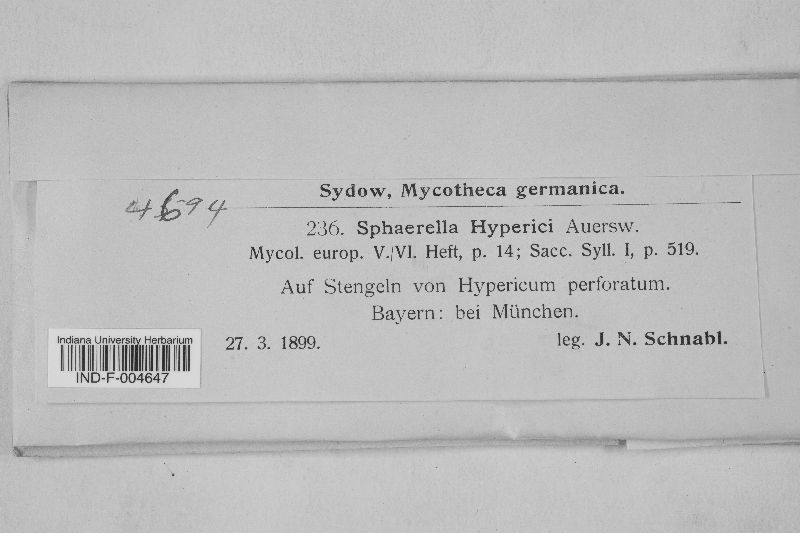 Sydow, Mycotheca germanica.
4694
236. Sphaerella Hyperici Auersw.
Mycol. europ. V./VI. Heft, p. 14; Sacc. Syll. I, p. 519.
Auf Stengeln von Hypericum perforatum.
Bayern: bei München.
27. 3. 1899.
leg. J. N. Schnabl.
Indiana University Herbarium
IND-F-004647